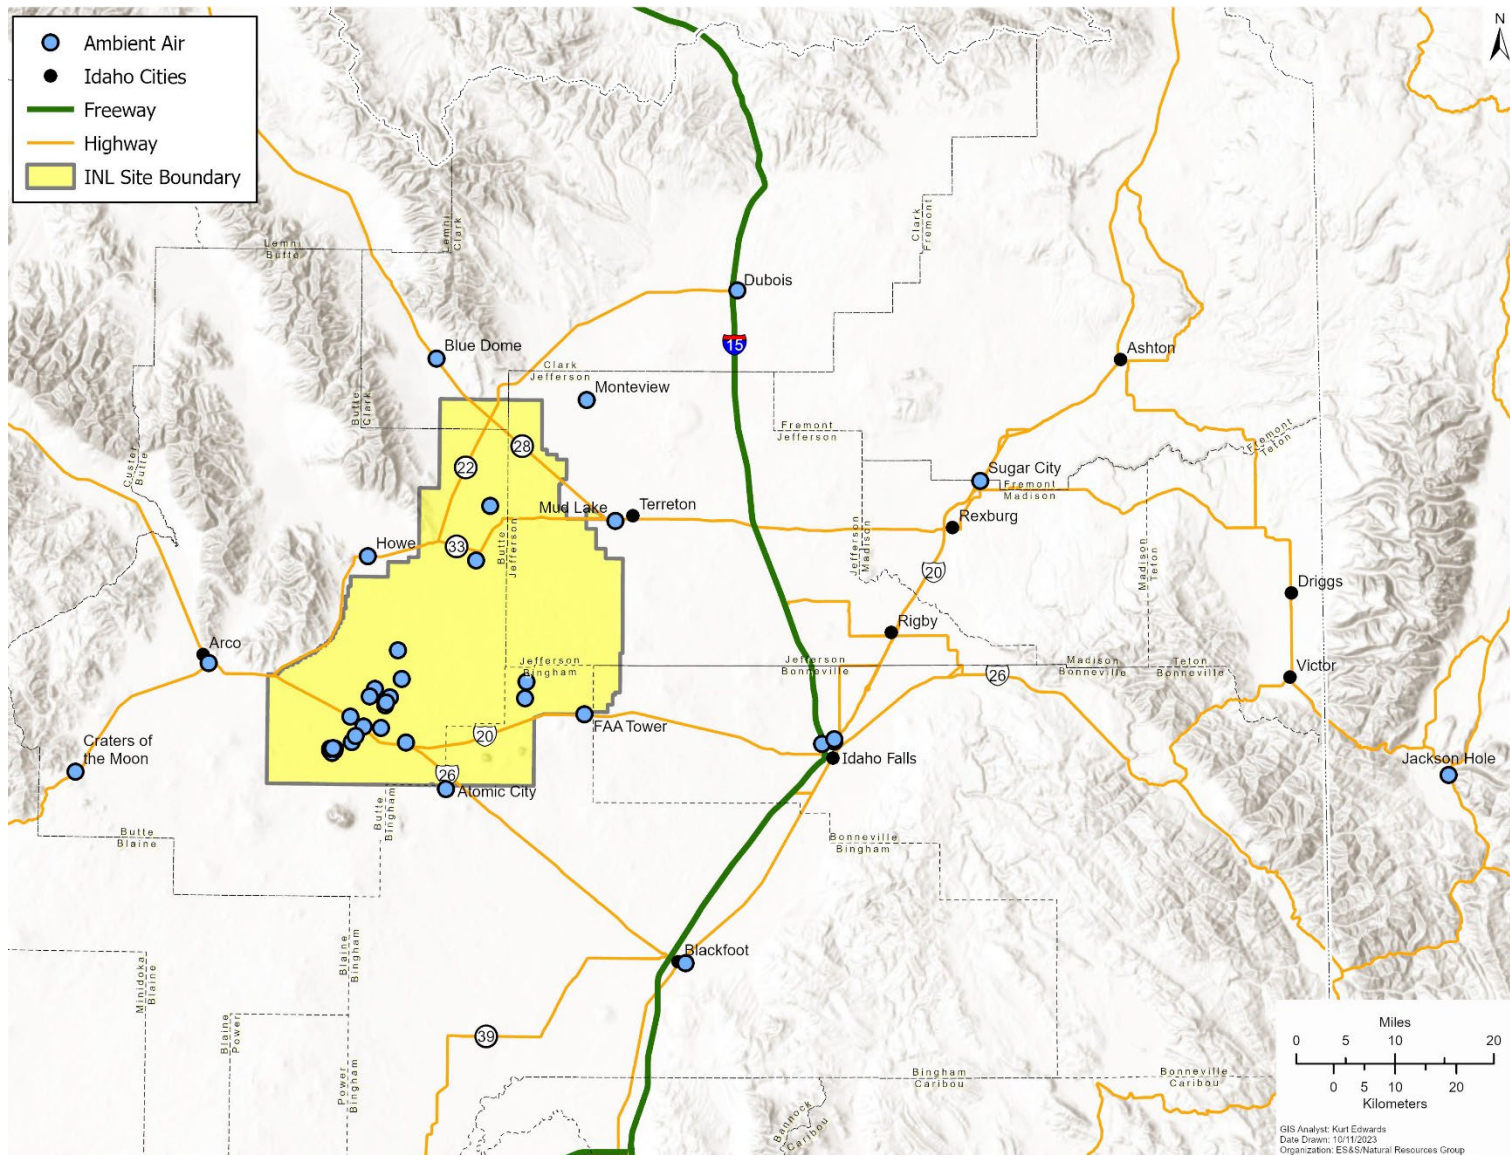 Ambient Air
Idaho Cities
Freeway
Highway
INL Site Boundary
N
Lemhi
Butte
Lemhi
Clark
Clark
Fremont
Dubois
15
Blue Dome
Ashton
Clark
Jefferson
Monteview
Butte
Clark
Custer
Butte
Fremont
Jefferson
Fremont
Teton
28
22
Sugar City
Fremont
Madison
Mud Lake
Terreton
Rexburg
Butte
Jefferson
Jefferson
Madison
Madison
Teton
Howe
33
20
Driggs
Rigby
Arco
Jefferson
Bingham
Jefferson
Bonneville
Madison
Bonneville
Teton
Bonneville
Victor
26
FAA Tower
20
Craters of
the Moon
Idaho Falls
Jackson Hole
26
Atomic City
Butte
Bingham
Butte
Blaine
Bonneville
Bingham
Blackfoot
Minidoka
Blaine
Blaine
Bingham
Blaine
Power
39
Power
Bingham
Bingham
Caribou
Bonneville
Caribou
Bannock
Caribou
Miles
0 5 10 20
0 5 10 20
Kilometers
GIS Analyst: Kurt Edwards
Date Drawn: 10/11/2023
Organization: ES&S/Natural Resources Group